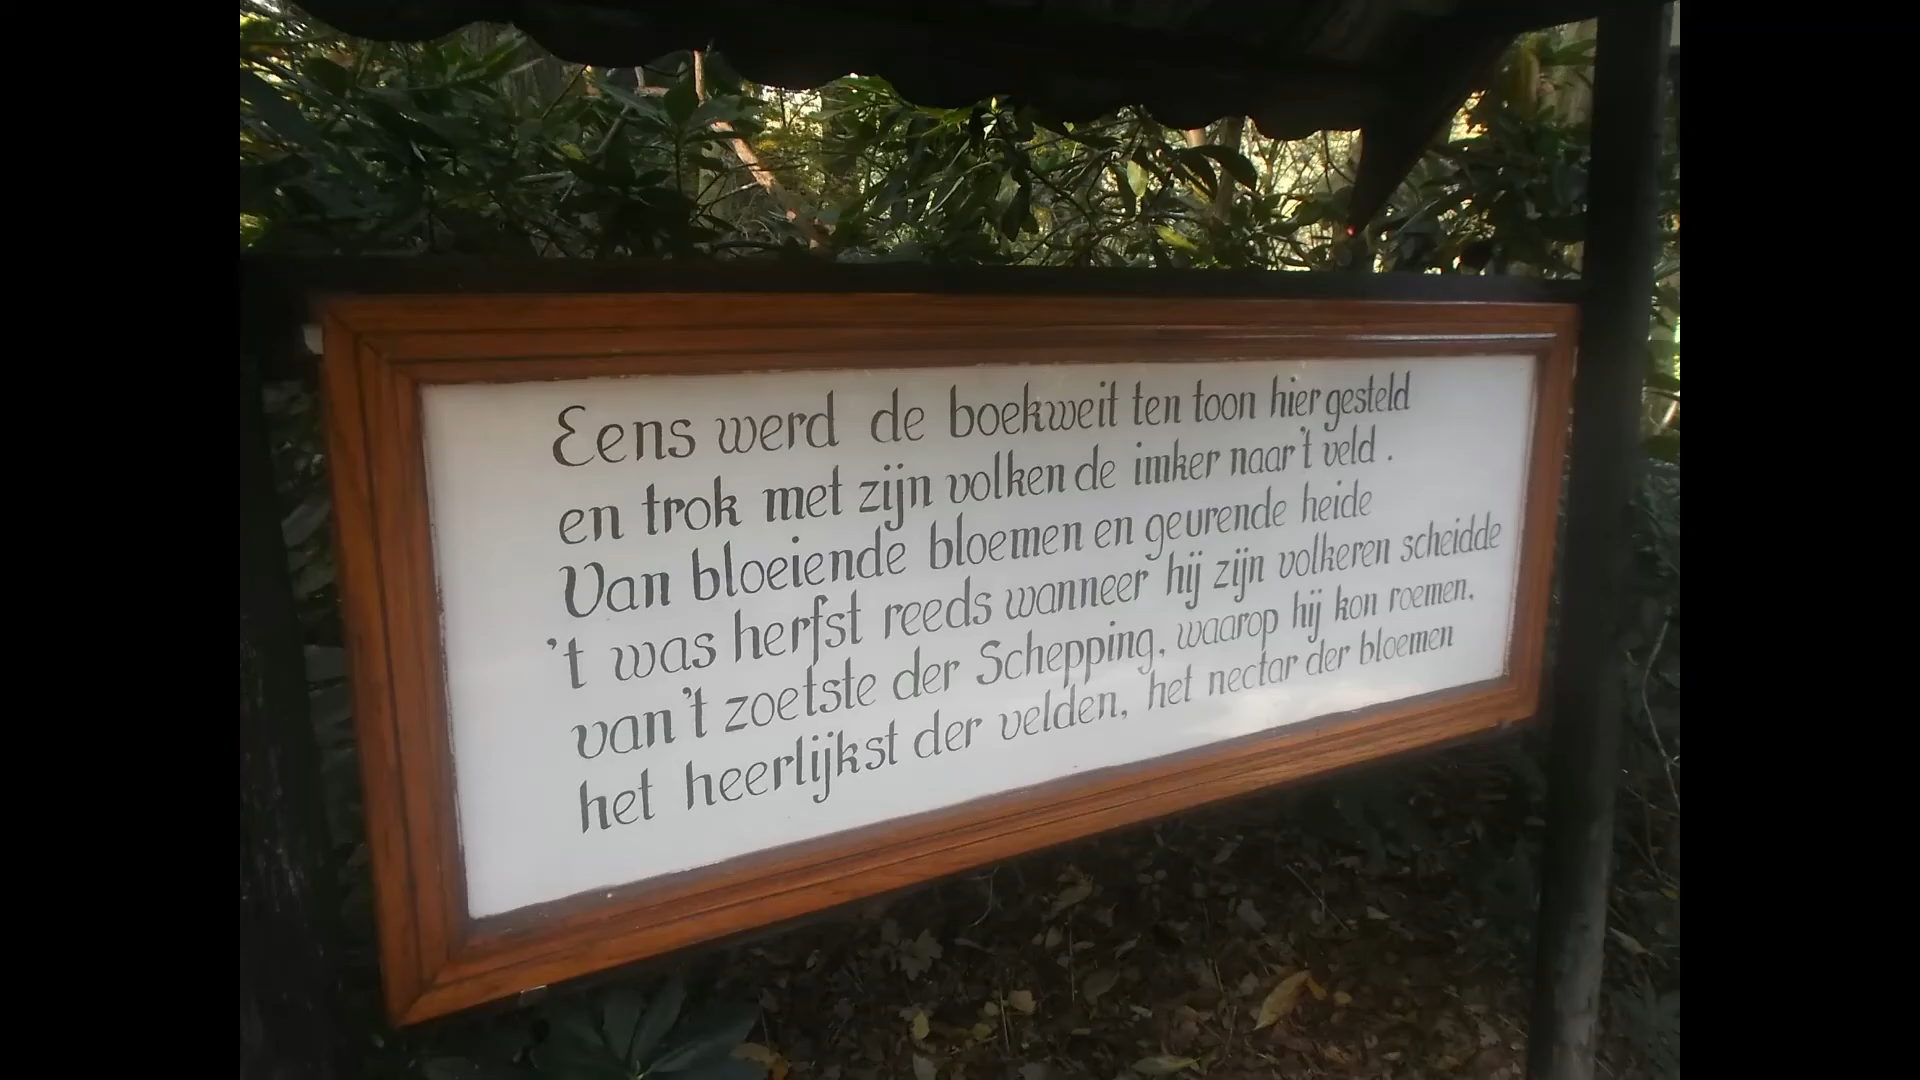 Eens werd de boekweit ten toon hier gesteld
en trok met zijn volken de imker naar 't veld.
Van bloeiende bloemen en geurende heide
't was herfst reeds wanneer hij zijn volkeren scheidde
van 't zoetste der Schepping, waarop hij kon roemen,
het heerlijkst der velden, het nectar der bloemen